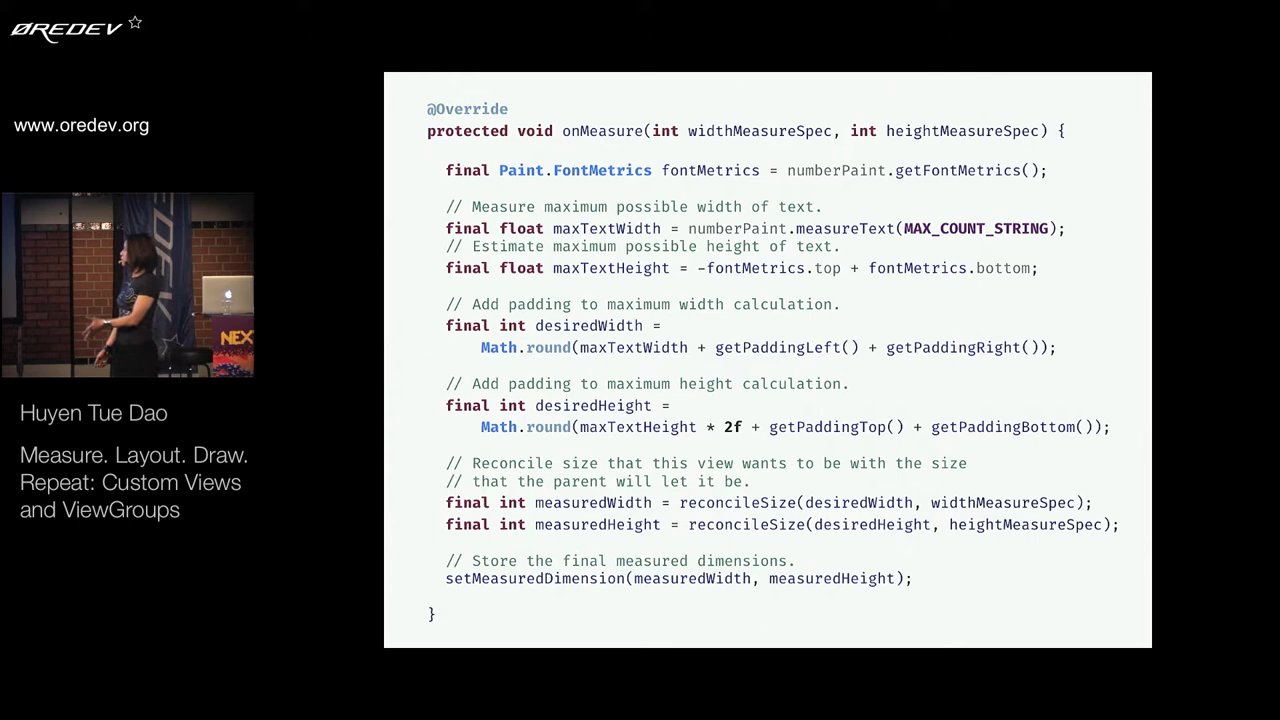 ØREDEV
www.oredev.org
NEX
Huyen Tue Dao
Measure. Layout. Draw.
Repeat: Custom Views
and ViewGroups
@Override
protected void onMeasure(int widthMeasureSpec, int heightMeasureSpec) {
final Paint.FontMetrics fontMetrics = numberPaint.getFontMetrics();
// Measure maximum possible width of text.
final float maxTextWidth = numberPaint.measureText(MAX_COUNT_STRING);
// Estimate maximum possible height of text.
final float maxTextHeight = -fontMetrics.top + fontMetrics.bottom;
// Add padding to maximum width calculation.
final int desiredWidth =
Math.round(maxTextWidth + getPaddingLeft() + getPaddingRight());
// Add padding to maximum height calculation.
final int desiredHeight =
Math.round(maxTextHeight * 2f + getPaddingTop() + getPaddingBottom());
// Reconcile size that this view wants to be with the size
// that the parent will let it be.
final int measuredWidth = reconcileSize(desiredWidth, widthMeasureSpec);
final int measuredHeight = reconcileSize(desiredHeight, heightMeasureSpec);
// Store the final measured dimensions.
setMeasuredDimension(measuredWidth, measuredHeight);
}